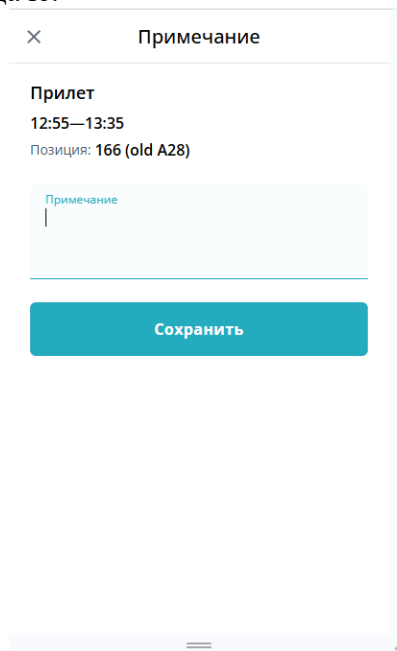 Примечание
Прилет
12:55—13:35
Позиция: 166 (old A28)
Примечание
Сохранить